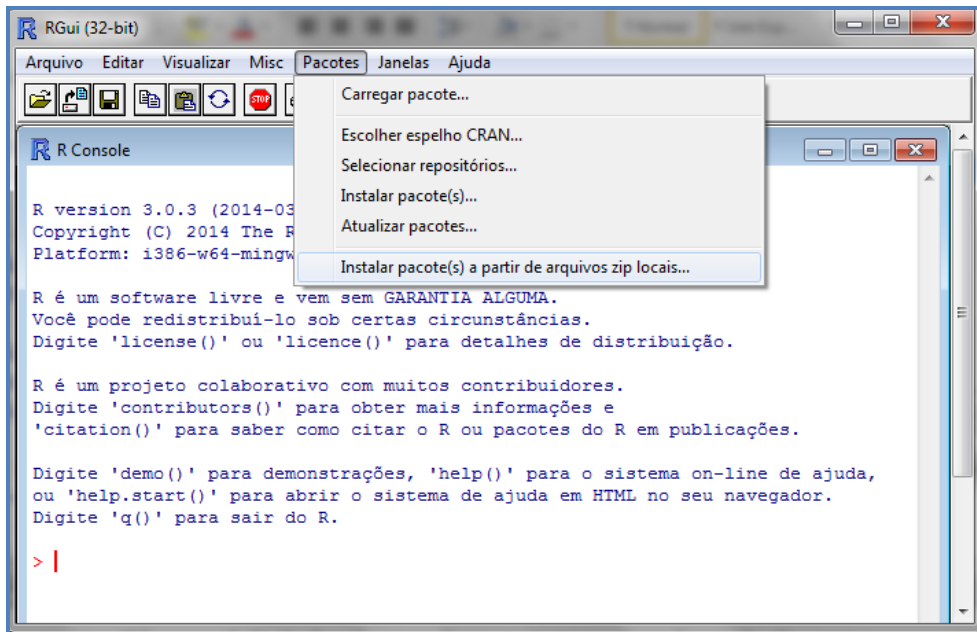 RGui (32-bit)
Arquivo Editar Visualizar Misc Pacotes Janelas Ajuda
STOP
Carregar pacote...
Escolher espelho CRAN...
Selecionar repositórios...
Instalar pacote(s)...
Atualizar pacotes...
Instalar pacote(s) a partir de arquivos zip locais...
R Console
R version 3.0.3 (2014-03
Copyright (C) 2014 The R
Platform: i386-w64-mingw
R é um software livre e vem sem GARANTIA ALGUMA.
Você pode redistribuí-lo sob certas circunstâncias.
Digite 'license()' ou 'licence()' para detalhes de distribuição.
R é um projeto colaborativo com muitos contribuidores.
Digite 'contributors()' para obter mais informações e
'citation()' para saber como citar o R ou pacotes do R em publicações.
Digite 'demo()' para demonstrações, 'help()' para o sistema on-line de ajuda,
ou 'help.start()' para abrir o sistema de ajuda em HTML no seu navegador.
Digite 'q()' para sair do R.
>